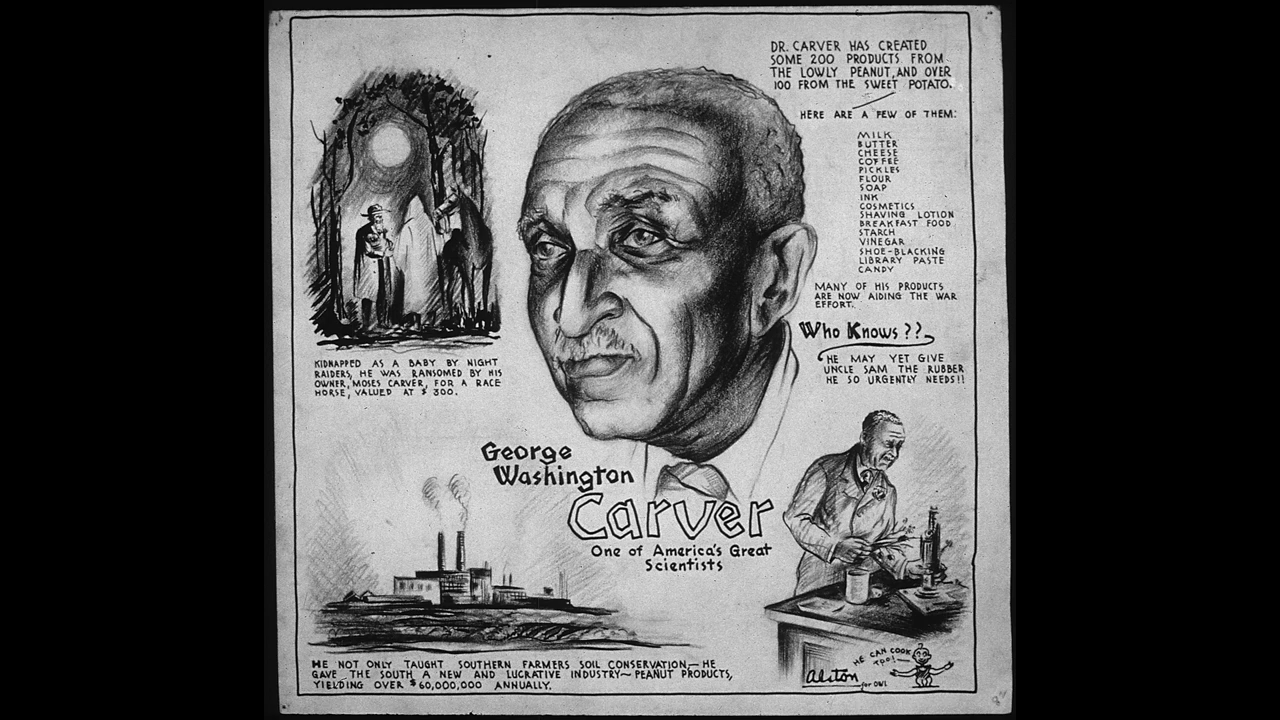 DR. CARVER HAS CREATED
SOME 200 PRODUCTS FROM
THE LOWLY PEANUT, AND OVER
100 FROM THE SWEET POTATO.
HERE ARE A FEW OF THEM:
MILK
BUTTER
CHEESE
COFFEE
PICKLES
FLOUR
SOAP
INK
COSMETICS
SHAVING LOTION
BREAKFAST FOOD
STARCH
VINEGAR
SHOE-BLACKING
LIBRARY PASTE
CANDY
MANY OF HIS PRODUCTS
ARE NOW AIDING THE WAR
EFFORT.
WHO KNOWS??
HE MAY YET GIVE
UNCLE SAM THE RUBBER
HE SO URGENTLY NEEDS!!
KIDNAPPED AS A BABY BY NIGHT
RAIDERS, HE WAS RANSOMED BY HIS
OWNER, MOSES CARVER, FOR A RACE
HORSE, VALUED AT $300.
George
Washington
Carver
One of America's Great
Scientists
HE NOT ONLY TAUGHT SOUTHERN FARMERS SOIL CONSERVATION,—HE
GAVE THE SOUTH A NEW AND LUCRATIVE INDUSTRY~PEANUT PRODUCTS,
YIELDING OVER $60,000,000 ANNUALLY.
HE CAN COOK
TOO!
Alston
for OWI
8"